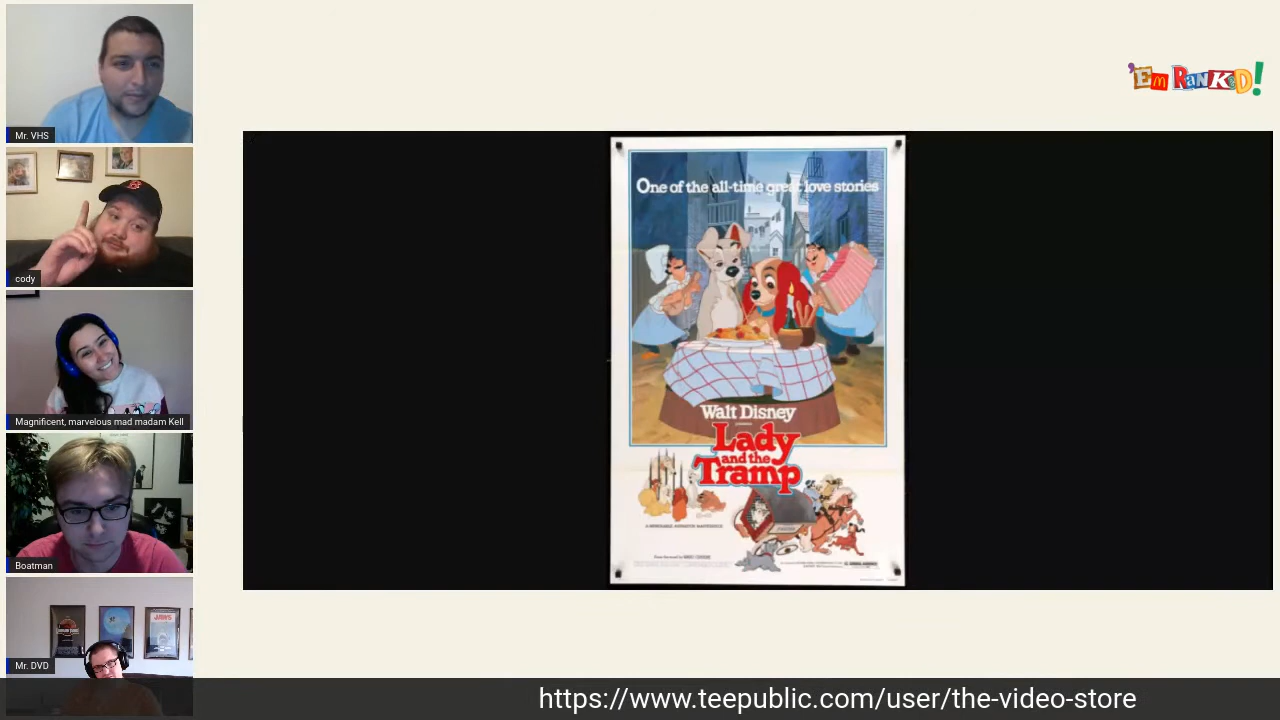 Mr. VHS
cody
Magnificent, marvelous mad madam Kell
Boatman
JAWS
Mr. DVD
'Em RanKeD!
One of the all-time great love stories
Walt Disney
Lady
and the
Tramp
https://www.teepublic.com/user/the-video-store